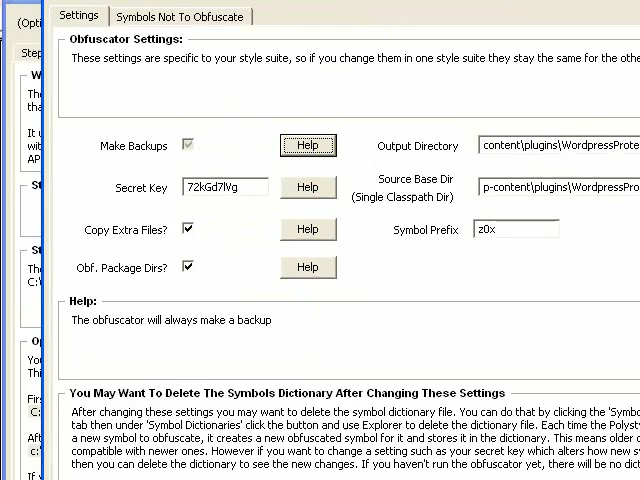 Settings
Symbols Not To Obfuscate
(Opti
Step
Obfuscator Settings:
These settings are specific to your style suite, so if you change them in one style suite they stay the same for the othe
Make Backups
Help
Output Directory
content\plugins\WordpressProte
Secret Key
Help
Source Base Dir
(Single Classpath Dir)
p-content\plugins\WordpressPro
Copy Extra Files?
Help
Symbol Prefix
z0x
Obf. Package Dirs?
Help
Help:
The obfuscator will always make a backup
You May Want To Delete The Symbols Dictionary After Changing These Settings
After changing these settings you may want to delete the symbol dictionary file. You can do that by clicking the 'Symbo
tab then under 'Symbol Dictionaries' click the button and use Explorer to delete the dictionary file. Each time the Polyst
a new symbol to obfuscate, it creates a new obfuscated symbol for it and stores it in the dictionary. This means older o
compatible with newer ones. However if you want to change a setting such as your secret key which alters how new sy
then you can delete the dictionary to see the new changes. If you haven't run the obfuscator yet, there will be no dict